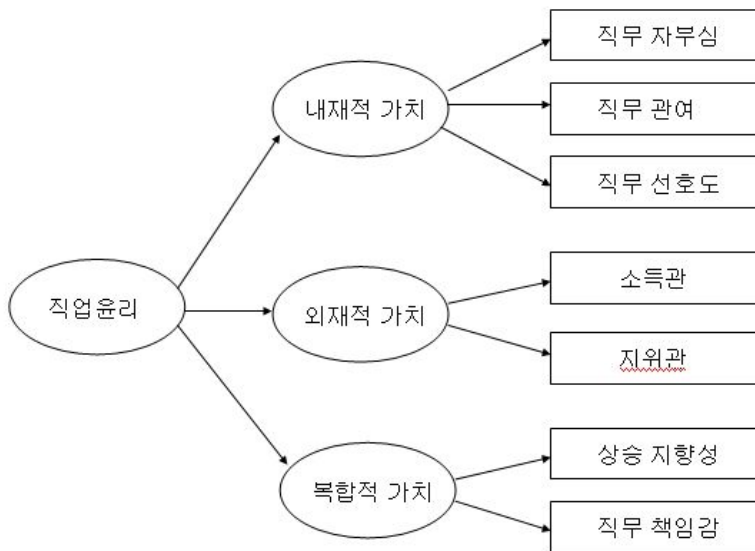 직무 자부심
내재적 가치
직무 관여
직무 선호도
직업윤리
외재적 가치
소득관
지위관
복합적 가치
상승 지향성
직무 책임감